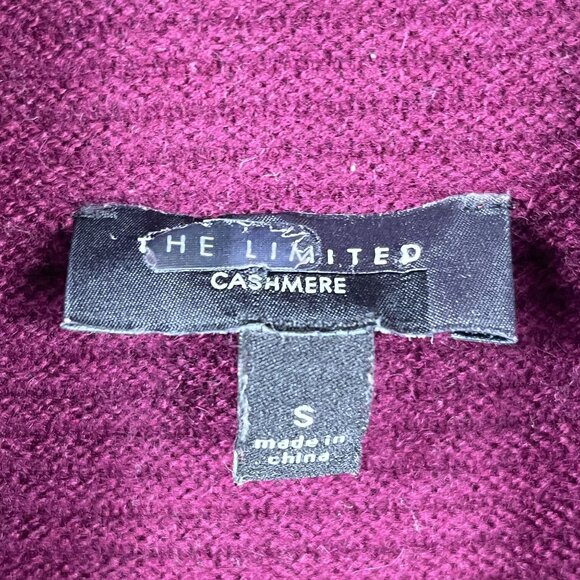 THE LIMITED
CASHMERE
S
made in
china